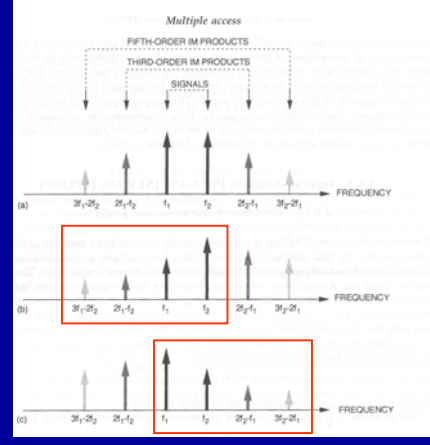 Multiple access
FIFTH-ORDER IM PRODUCTS
THIRD-ORDER IM PRODUCTS
SIGNALS
(a)
FREQUENCY
3f₁-2f₂ 2f₁-f₂ f₁ f₂ 2f₂-f₁ 3f₂-2f₁
(b)
FREQUENCY
3f₁-2f₂ 2f₁-f₂ f₁ f₂ 2f₂-f₁ 3f₂-2f₁
(c)
FREQUENCY
3f₁-2f₂ 2f₁-f₂ f₁ f₂ 2f₂-f₁ 3f₂-2f₁